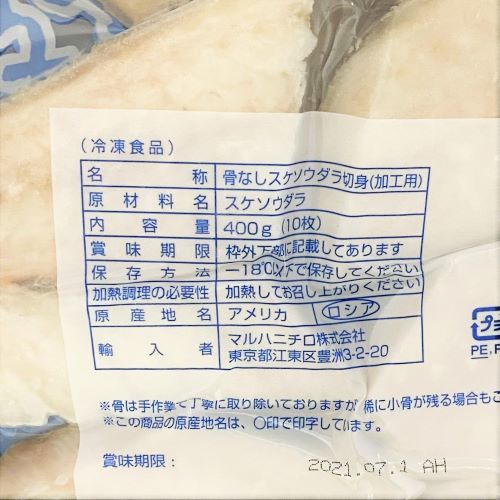 (冷凍食品)
名称 骨なしスケソウダラ切身(加工用)
原材料名 スケソウダラ
内容量 400g (10枚)
賞味期限 枠外下部に記載してあります
保存方法 －18℃以下で保存してください
加熱調理の必要性 加熱してお召し上がりください
原産地名 アメリカ ロシア
輸入者 マルハニチロ株式会社
東京都江東区豊洲3-2-20
プラ
PE,P
※骨は手作業で丁寧に取り除いておりますが 稀に小骨が残る場合もご
※この商品の原産地名は、〇印で印字しています。
賞味期限： 2021.07.1 AH